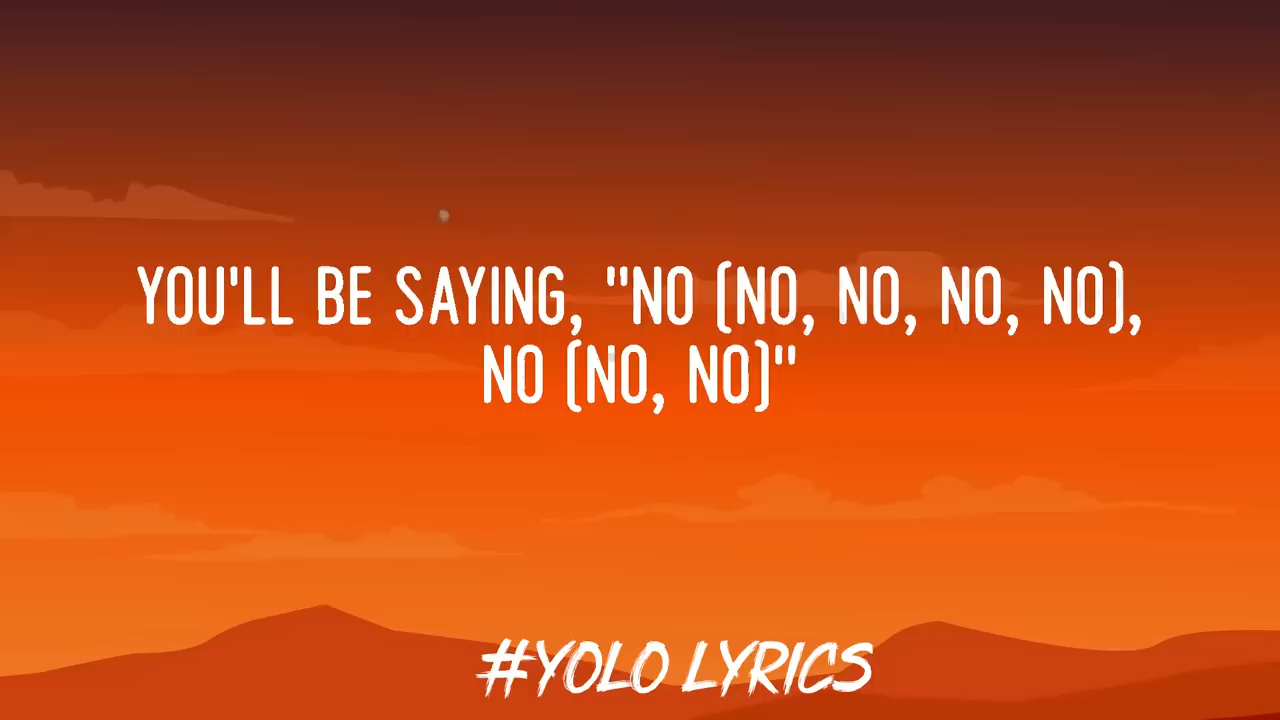 YOU'LL BE SAYING, "NO (NO, NO, NO, NO),
NO (NO, NO)"
#YOLO LYRICS